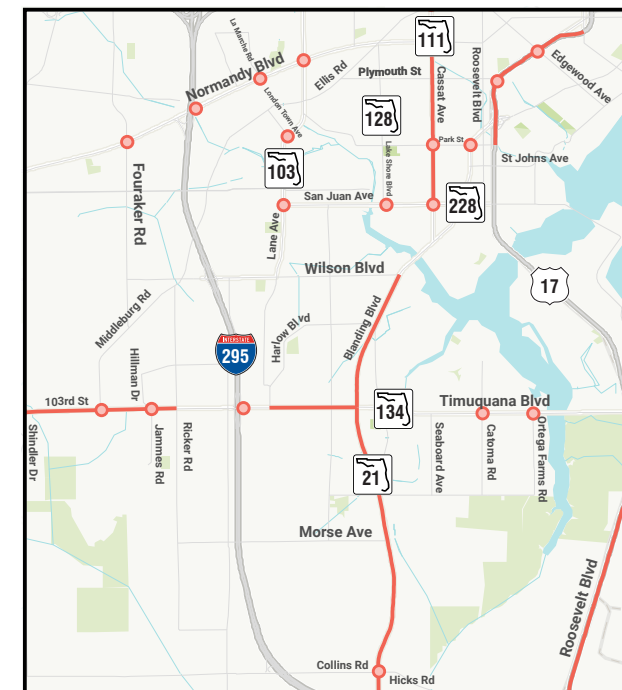 La Marche Rd
111
Roosevelt Blvd
Edgewood Ave
Normandy Blvd
Ellis Rd
Plymouth St
Cassat Ave
London Town Ave
128
Park St
103
Lake Shore Blvd
St Johns Ave
Fouraker Rd
San Juan Ave
228
Lane Ave
Wilson Blvd
17
Middleburg Rd
Harlow Blvd
Blanding Blvd
INTERSTATE
295
Hillman Dr
103rd St
134
Timuquana Blvd
Shindler Dr
Jammes Rd
Ricker Rd
Seaboard Ave
Catoma Rd
Ortega Farms Rd
21
Morse Ave
Roosevelt Blvd
Collins Rd
Hicks Rd